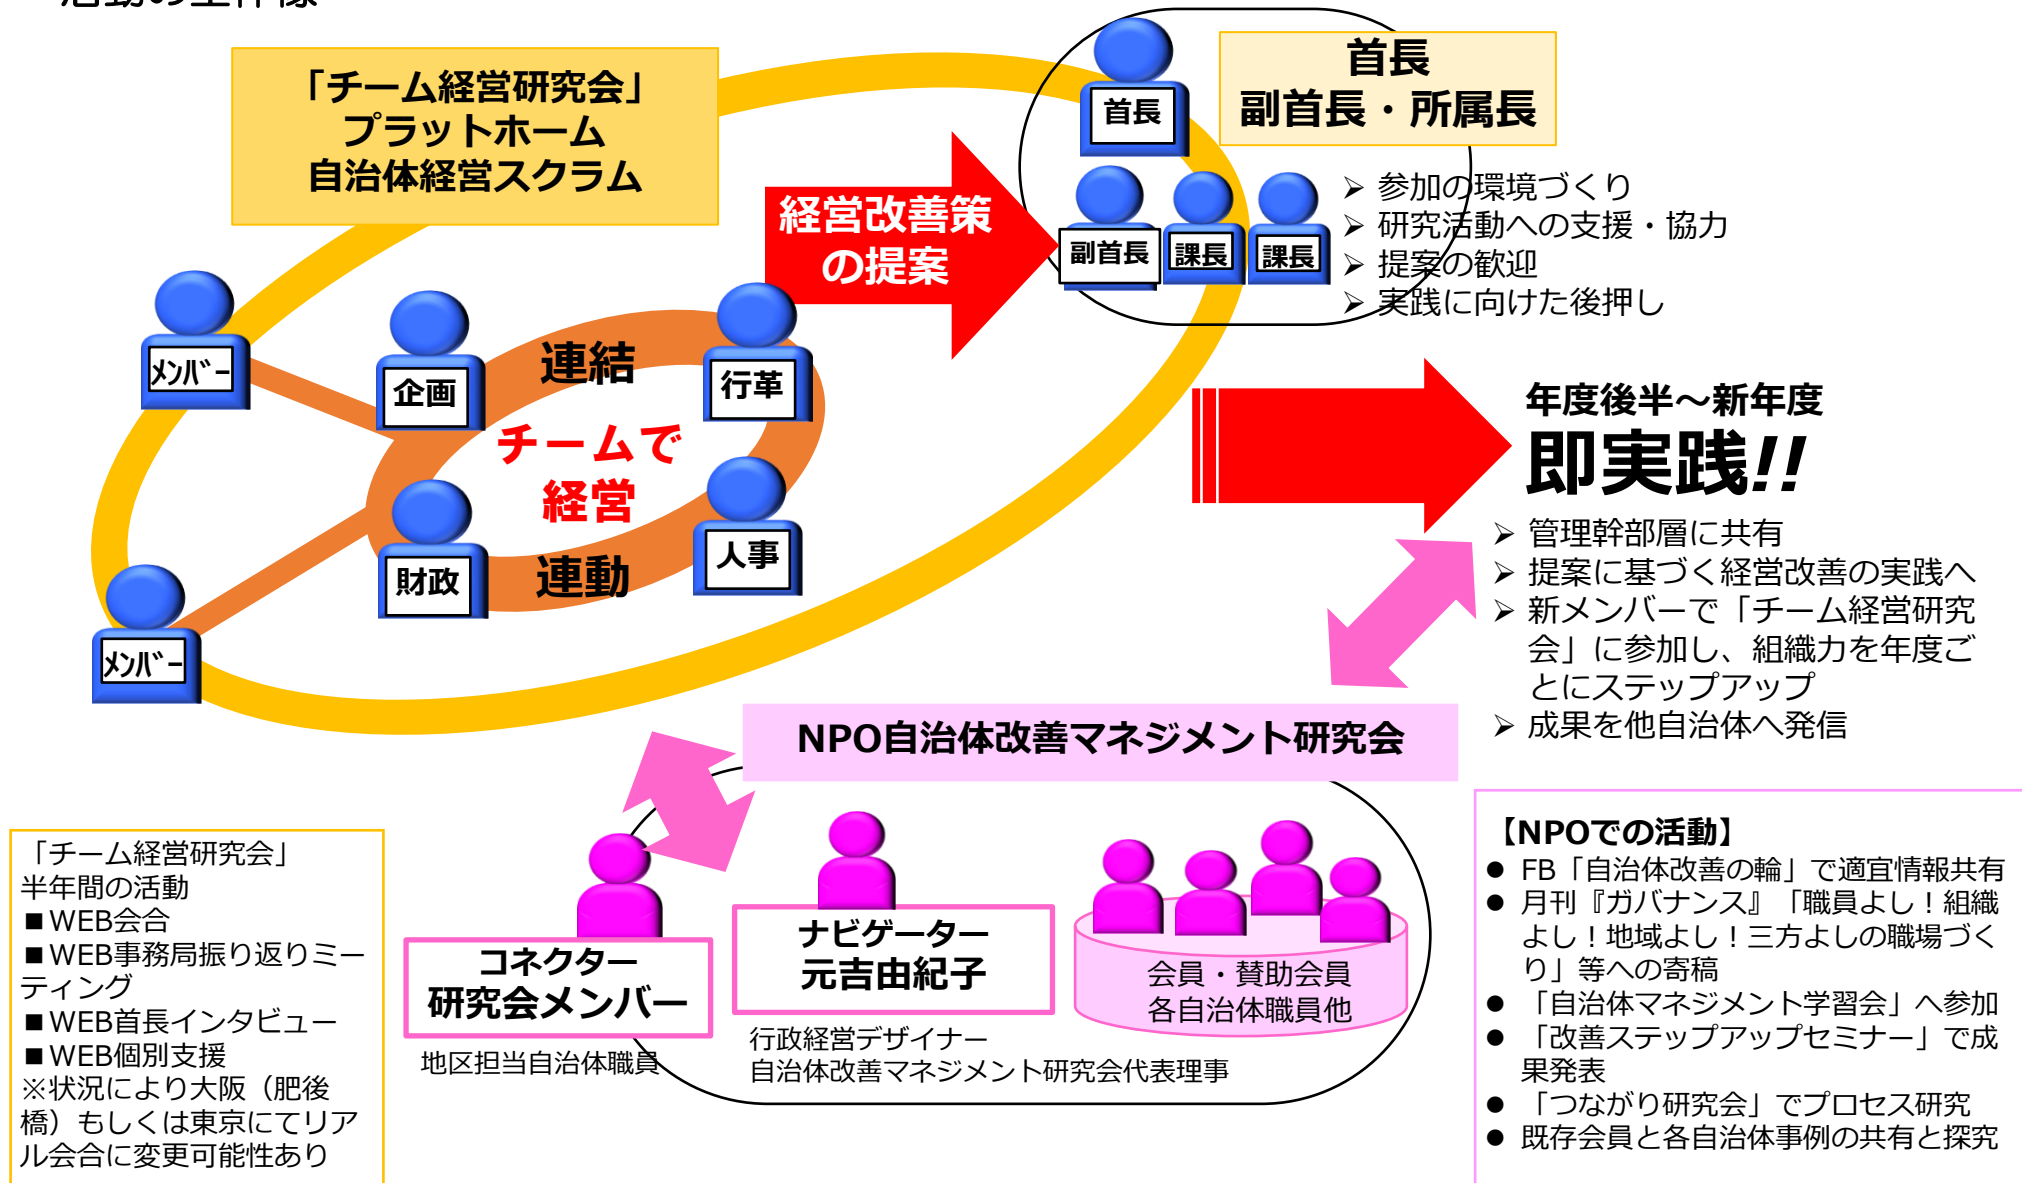 活動の全体像
「チーム経営研究会」
プラットホーム
自治体経営スクラム
首長
副首長・所属長
首長
副首長
課長
課長
➢ 参加の環境づくり
➢ 研究活動への支援・協力
➢ 提案の歓迎
➢ 実践に向けた後押し
経営改善策
の提案
メンバー
企画
連結
行革
チームで
経営
財政
連動
人事
メンバー
年度後半～新年度
即実践!!
➢ 管理幹部層に共有
➢ 提案に基づく経営改善の実践へ
➢ 新メンバーで「チーム経営研究
会」に参加し、組織力を年度ご
とにステップアップ
➢ 成果を他自治体へ発信
NPO自治体改善マネジメント研究会
「チーム経営研究会」
半年間の活動
■WEB会合
■WEB事務局振り返りミー
ティング
■WEB首長インタビュー
■WEB個別支援
※状況により大阪（肥後
橋）もしくは東京にてリア
ル会合に変更可能性あり
コネクター
研究会メンバー
地区担当自治体職員
ナビゲーター
元吉由紀子
行政経営デザイナー
自治体改善マネジメント研究会代表理事
会員・賛助会員
各自治体職員他
【NPOでの活動】
● FB「自治体改善の輪」で適宜情報共有
● 月刊『ガバナンス』「職員よし！組織
よし！地域よし！三方よしの職場づく
り」等への寄稿
● 「自治体マネジメント学習会」へ参加
● 「改善ステップアップセミナー」で成
果発表
● 「つながり研究会」でプロセス研究
● 既存会員と各自治体事例の共有と探究